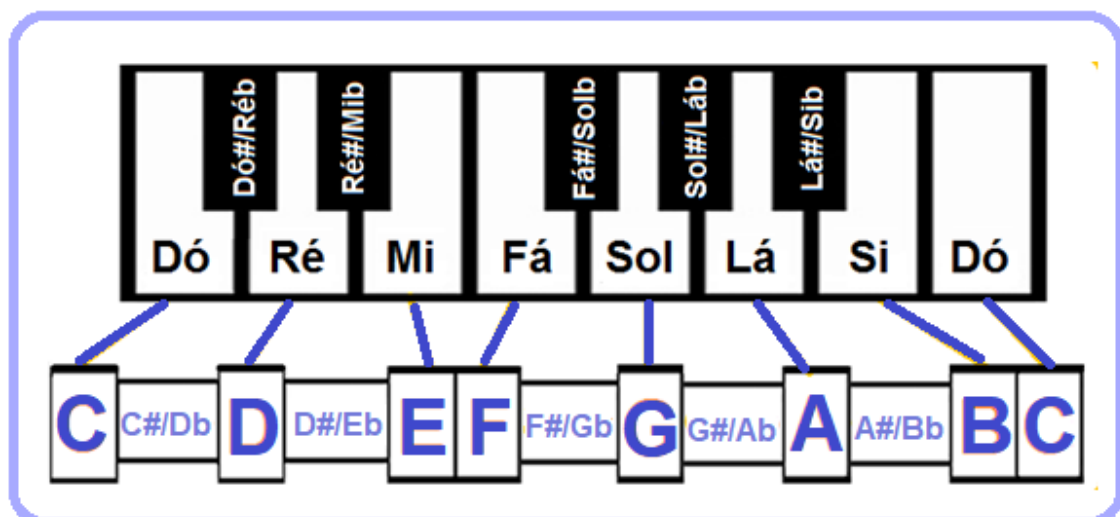 Dó#/Réb Ré#/Mib Fá#/Solb Sol#/Láb Lá#/Sib
Dó Ré Mi Fá Sol Lá Si Dó
C C#/Db D D#/Eb E F F#/Gb G G#/Ab A A#/Bb B C